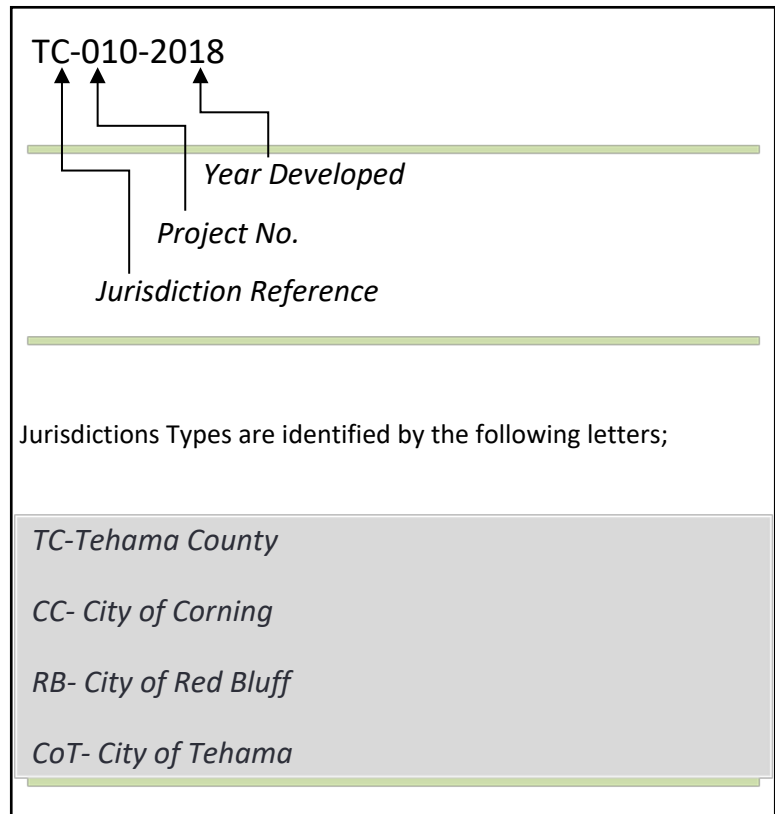 TC-010-2018
Year Developed
Project No.
Jurisdiction Reference
Jurisdictions Types are identified by the following letters;
TC-Tehama County
CC- City of Corning
RB- City of Red Bluff
CoT- City of Tehama